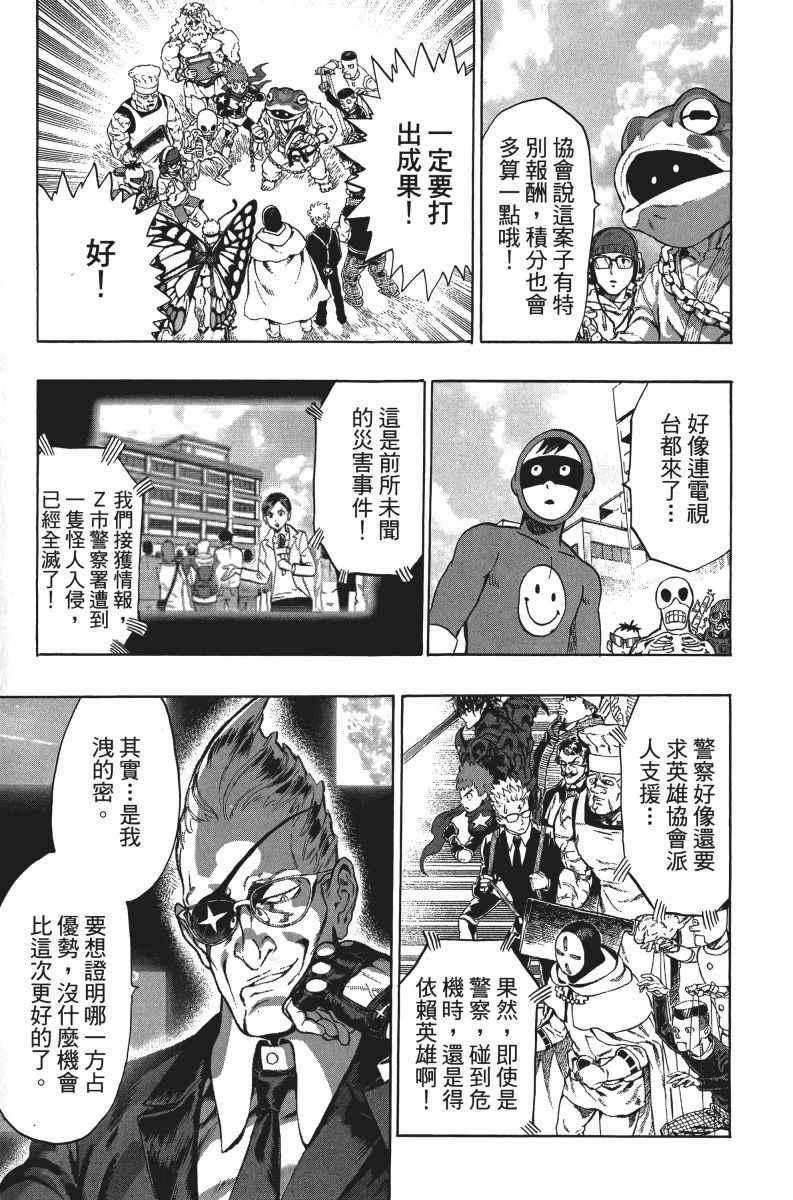 協會說這案子有特
別報酬，積分也會
多算一點哦！
一定要打
出成果！
好！
好像連電視
台都來了…
這是前所未聞
的災害事件！
我們接獲情報，
Z市警察署遭到
一隻怪人入侵，
已經全滅了！
警察好像還要
求英雄協會派
人支援…
果然，即使是
警察，碰到危
機時，還是得
依賴英雄啊！
其實…是我
洩的密。
要想證明哪一方占
優勢，沒什麼機會
比這次更好的了。